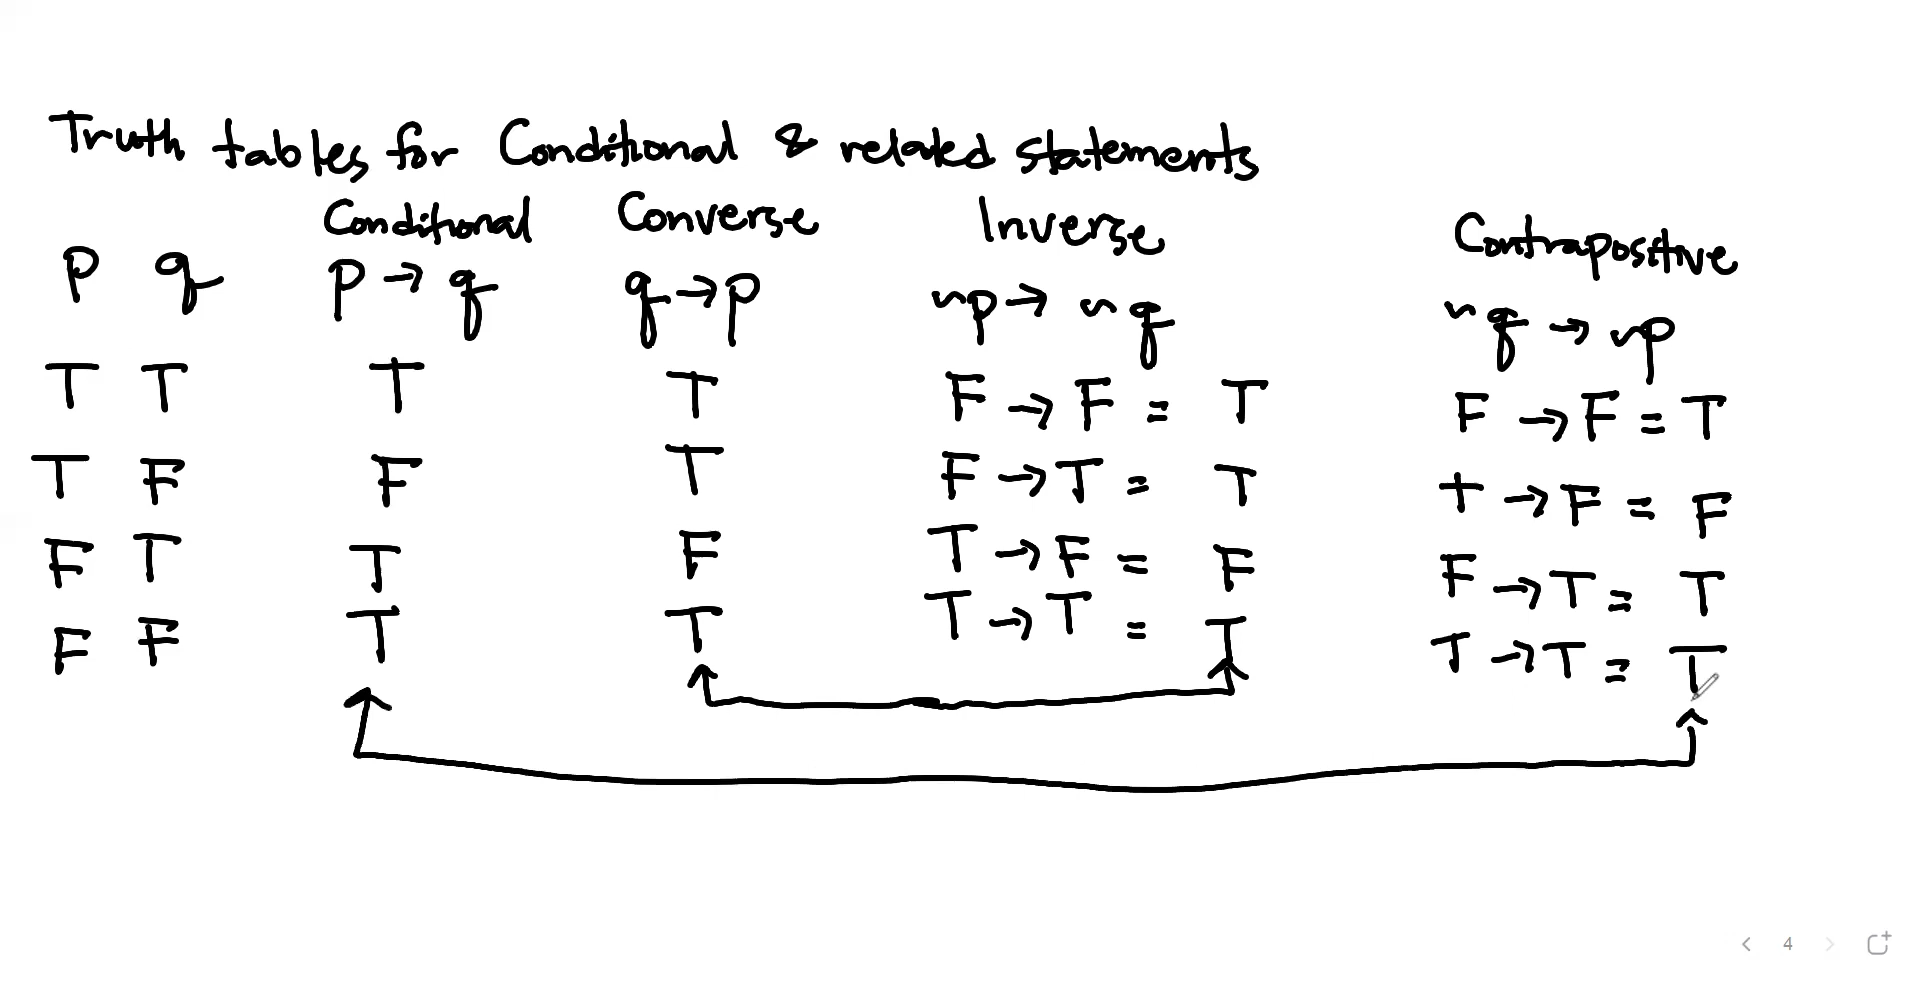 Truth tables for Conditional & related statements
Conditional Converse Inverse Contrapositive
p q p → q q → p ~p → ~q ~q → ~p
T T T T F → F = T F → F = T
T F F T F → T = T T → F = F
F T T F T → F = F F → T = T
F F T T T → T = T T → T = T
4